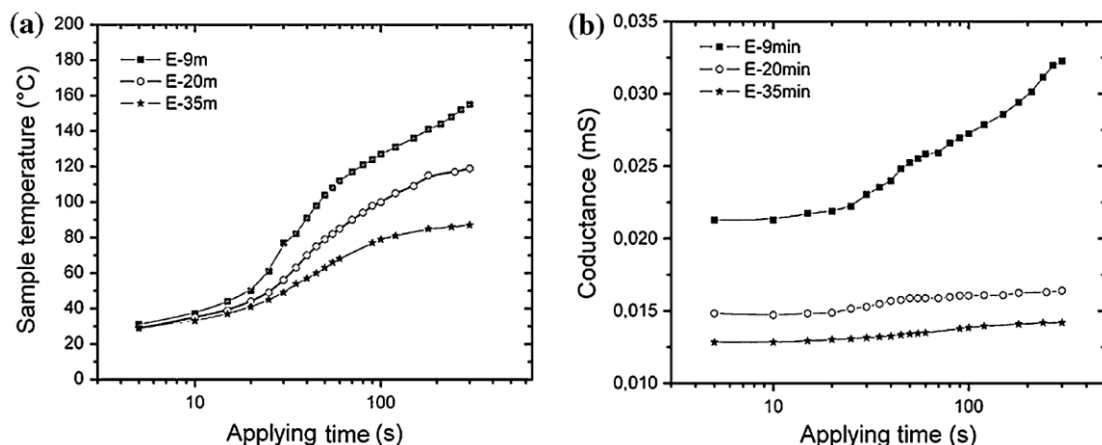 (a)
200
180
160
140
120
100
80
60
40
20
0
Sample temperature (°C)
E-9m
E-20m
E-35m
10
100
Applying time (s)
(b)
0,035
0,030
0,025
0,020
0,015
0,010
Coductance (mS)
E-9min
E-20min
E-35min
10
100
Applying time (s)